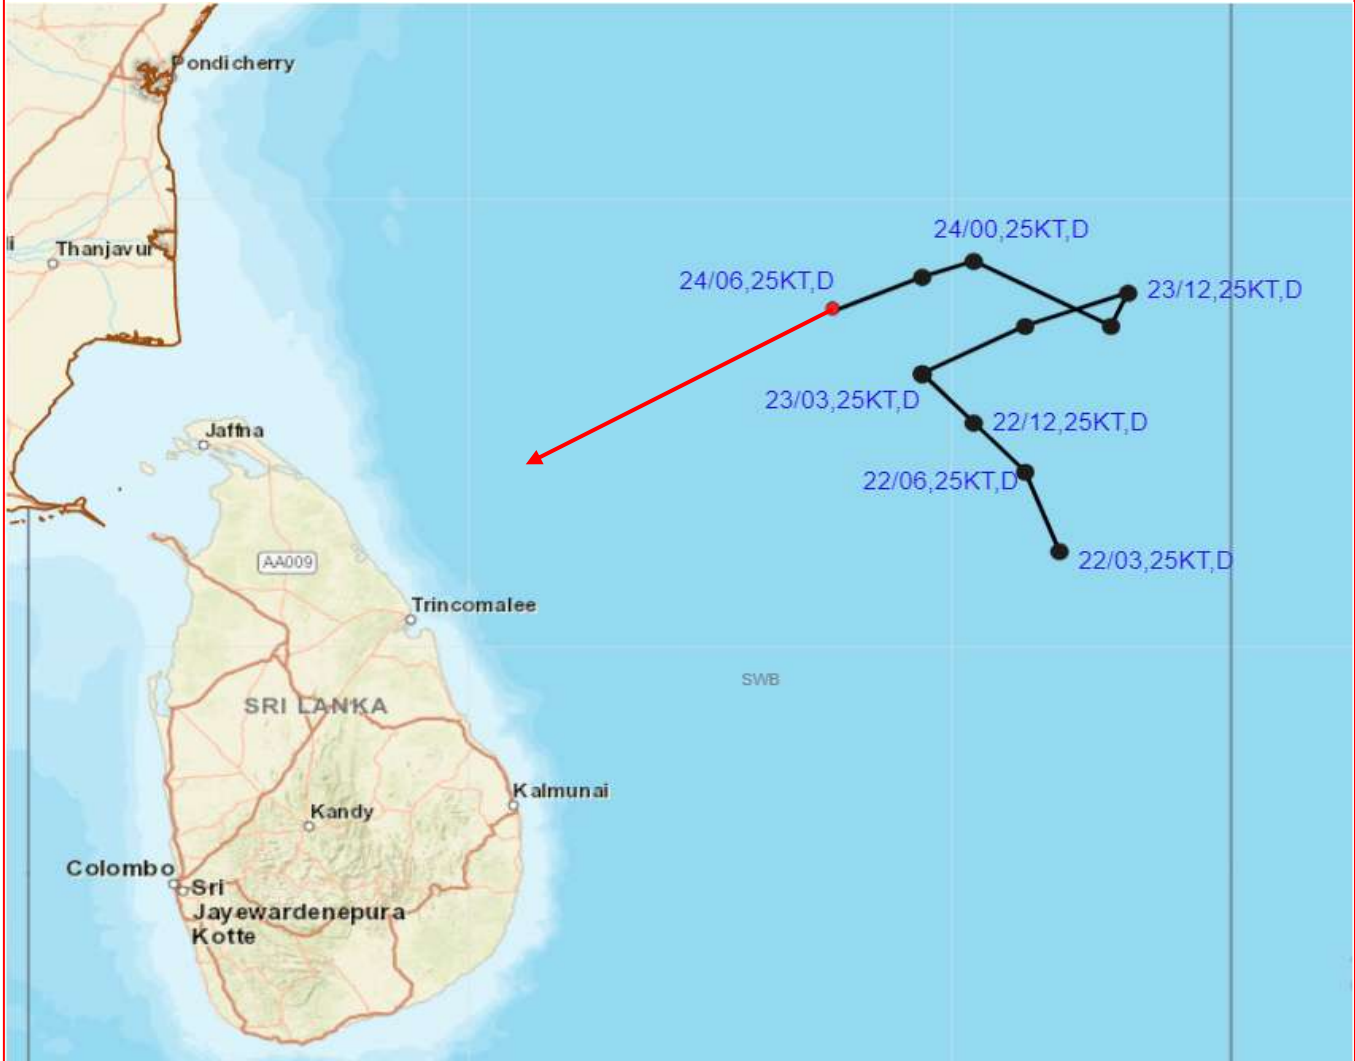 Pondicherry
24/00,25KT,D
li
Thanjavur
24/06,25KT,D
23/12,25KT,D
23/03,25KT,D
22/12,25KT,D
Jaffna
22/06,25KT,D
AA009
22/03,25KT,D
Trincomalee
SWB
SRI LANKA
Kalmunai
Kandy
Colombo
Sri
Jayewardenepura
Kotte